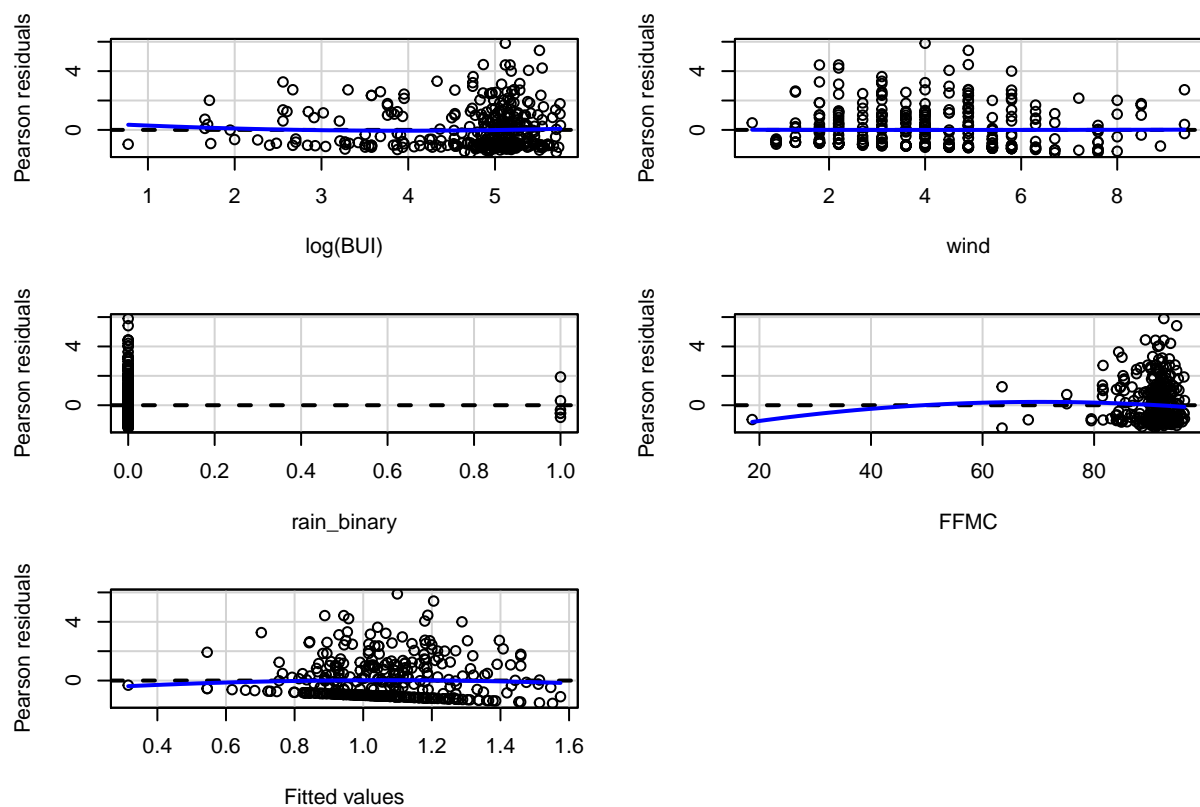 Pearson residuals
4
0
1 2 3 4 5
log(BUI)
Pearson residuals
4
0
2 4 6 8
wind
Pearson residuals
4
0
0.0 0.2 0.4 0.6 0.8 1.0
rain_binary
Pearson residuals
4
0
20 40 60 80
FFMC
Pearson residuals
4
0
0.4 0.6 0.8 1.0 1.2 1.4 1.6
Fitted values